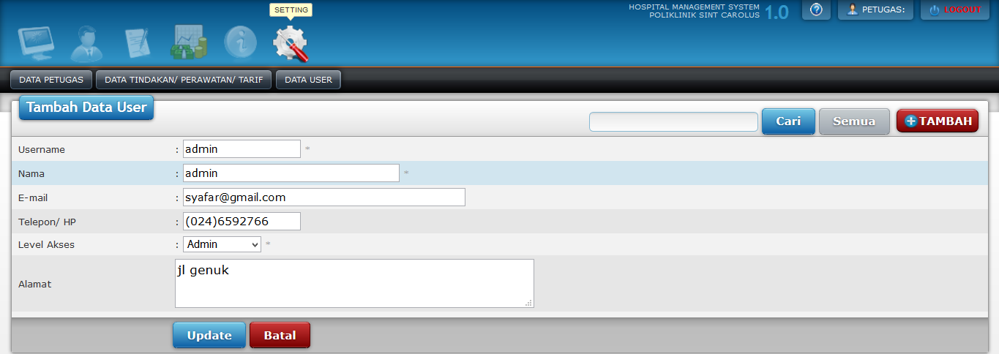 SETTING
HOSPITAL MANAGEMENT SYSTEM
POLIKLINIK SINT CAROLUS
1.0
?
PETUGAS:
LOGOUT
DATA PETUGAS
DATA TINDAKAN/ PERAWATAN/ TARIF
DATA USER
Tambah Data User
Cari
Semua
TAMBAH
Username : admin *
Nama : admin *
E-mail : syafar@gmail.com
Telepon/ HP : (024)6592766
Level Akses : Admin *
Alamat jl genuk
Update
Batal